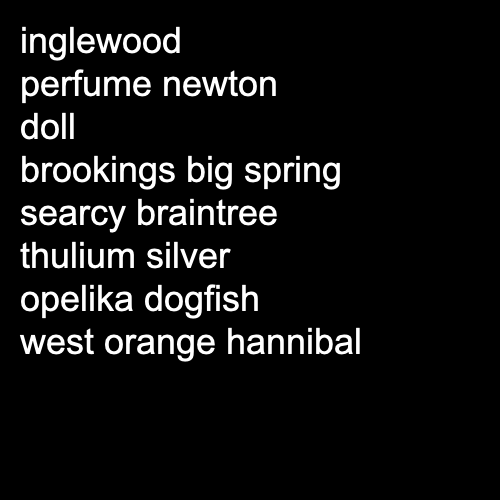 inglewood
perfume newton
doll
brookings big spring
searcy braintree
thulium silver
opelika dogfish
west orange hannibal